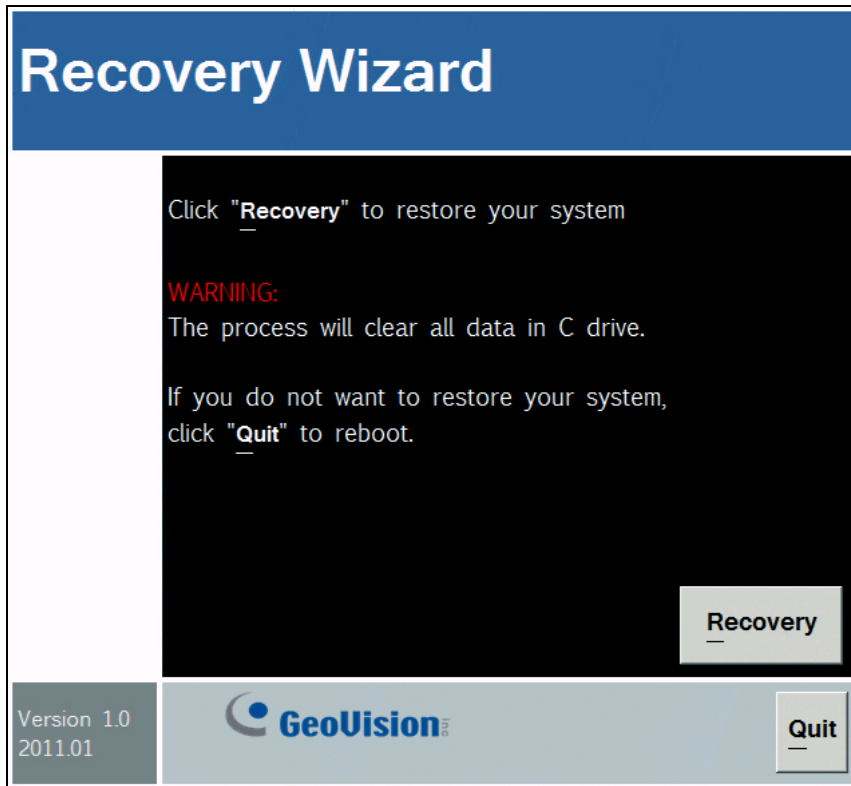 Recovery Wizard
Click "Recovery" to restore your system
WARNING:
The process will clear all data in C drive.
If you do not want to restore your system,
click "Quit" to reboot.
Recovery
Version 1.0
2011.01
GeoVision inc
Quit